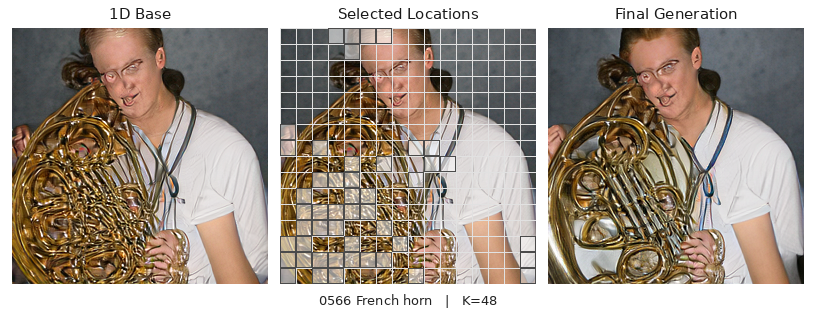 1D Base
Selected Locations
Final Generation
0566 French horn | K=48